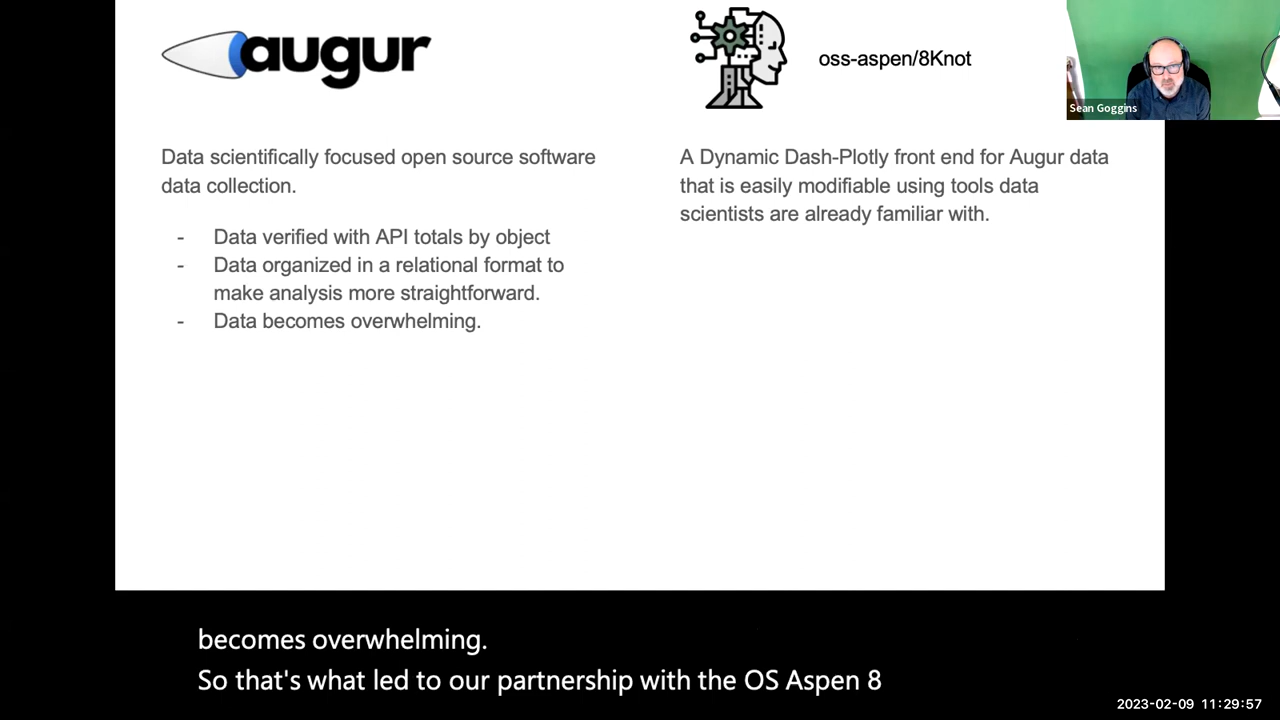 augur
oss-aspen/8Knot
Sean Goggins
Data scientifically focused open source software
data collection.
- Data verified with API totals by object
- Data organized in a relational format to
make analysis more straightforward.
- Data becomes overwhelming.
A Dynamic Dash-Plotly front end for Augur data
that is easily modifiable using tools data
scientists are already familiar with.
becomes overwhelming.
So that's what led to our partnership with the OS Aspen 8
2023-02-09 11:29:57